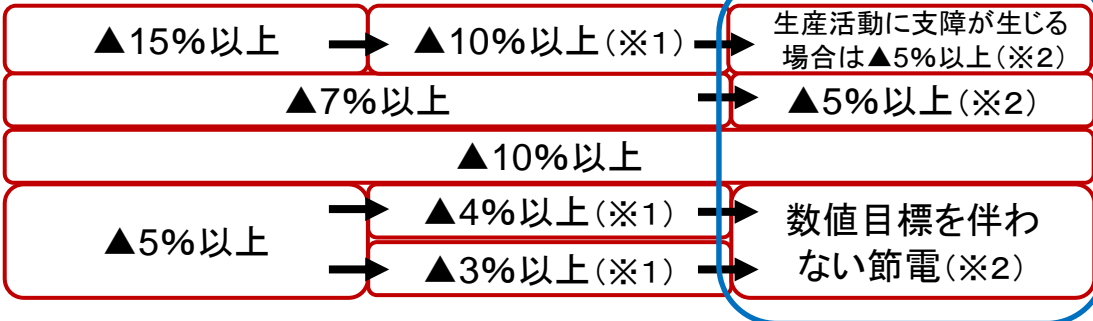 ▲15%以上
▲10%以上(※1)
生産活動に支障が生じる
場合は▲5%以上(※2)
▲7%以上
▲5%以上(※2)
▲10%以上
▲5%以上
▲4%以上(※1)
▲3%以上(※1)
数値目標を伴わ
ない節電(※2)